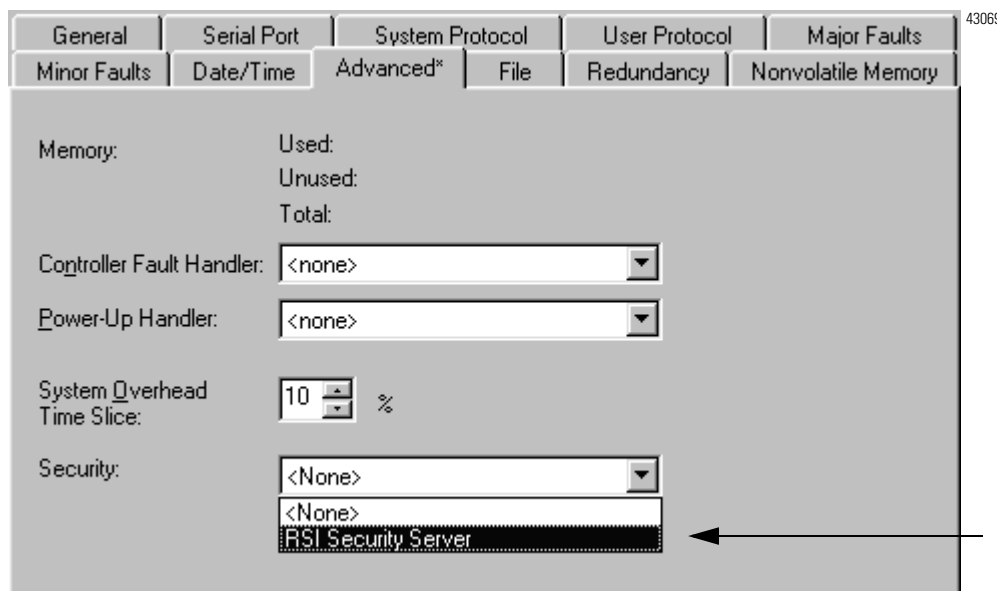 43069
General Serial Port System Protocol User Protocol Major Faults
Minor Faults Date/Time Advanced* File Redundancy Nonvolatile Memory
Memory: Used:
Unused:
Total:
Controller Fault Handler: <none>
Power-Up Handler: <none>
System Overhead
Time Slice: 10 %
Security: <None>
<None>
RSI Security Server